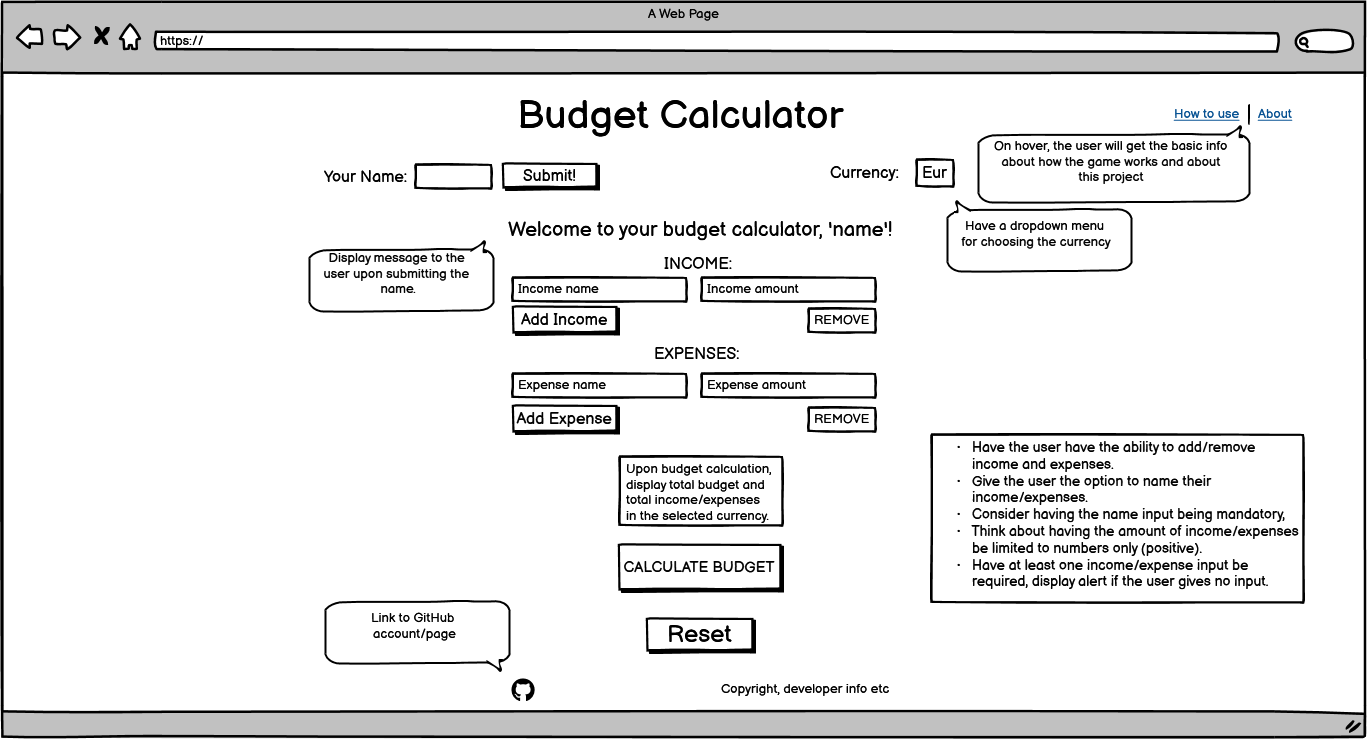 A Web Page
https://
Budget Calculator
How to use
About
On hover, the user will get the basic info
about how the game works and about
this project
Your Name:
Submit!
Currency:
Eur
Have a dropdown menu
for choosing the currency
Welcome to your budget calculator, 'name'!
Display message to the
user upon submitting the
name.
INCOME:
Income name
Income amount
Add Income
REMOVE
EXPENSES:
Expense name
Expense amount
Add Expense
REMOVE
Upon budget calculation,
display total budget and
total income/expenses
in the selected currency.
· Have the user have the ability to add/remove
income and expenses.
· Give the user the option to name their
income/expenses.
· Consider having the name input being mandatory,
· Think about having the amount of income/expenses
be limited to numbers only (positive).
· Have at least one income/expense input be
required, display alert if the user gives no input.
CALCULATE BUDGET
Link to GitHub
account/page
Reset
Copyright, developer info etc